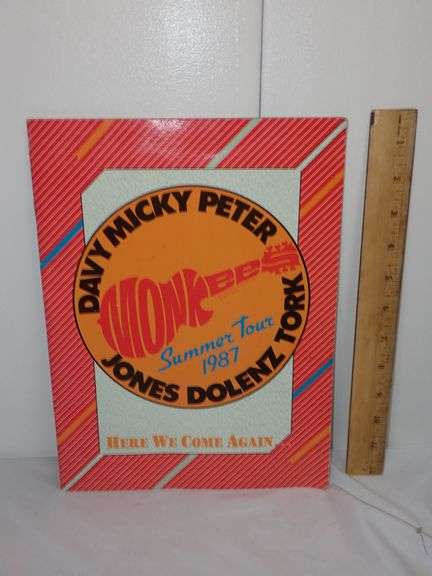 DAVY MICKY PETER
MONKEES
Summer Tour
1987
JONES DOLENZ TORK
HERE WE COME AGAIN